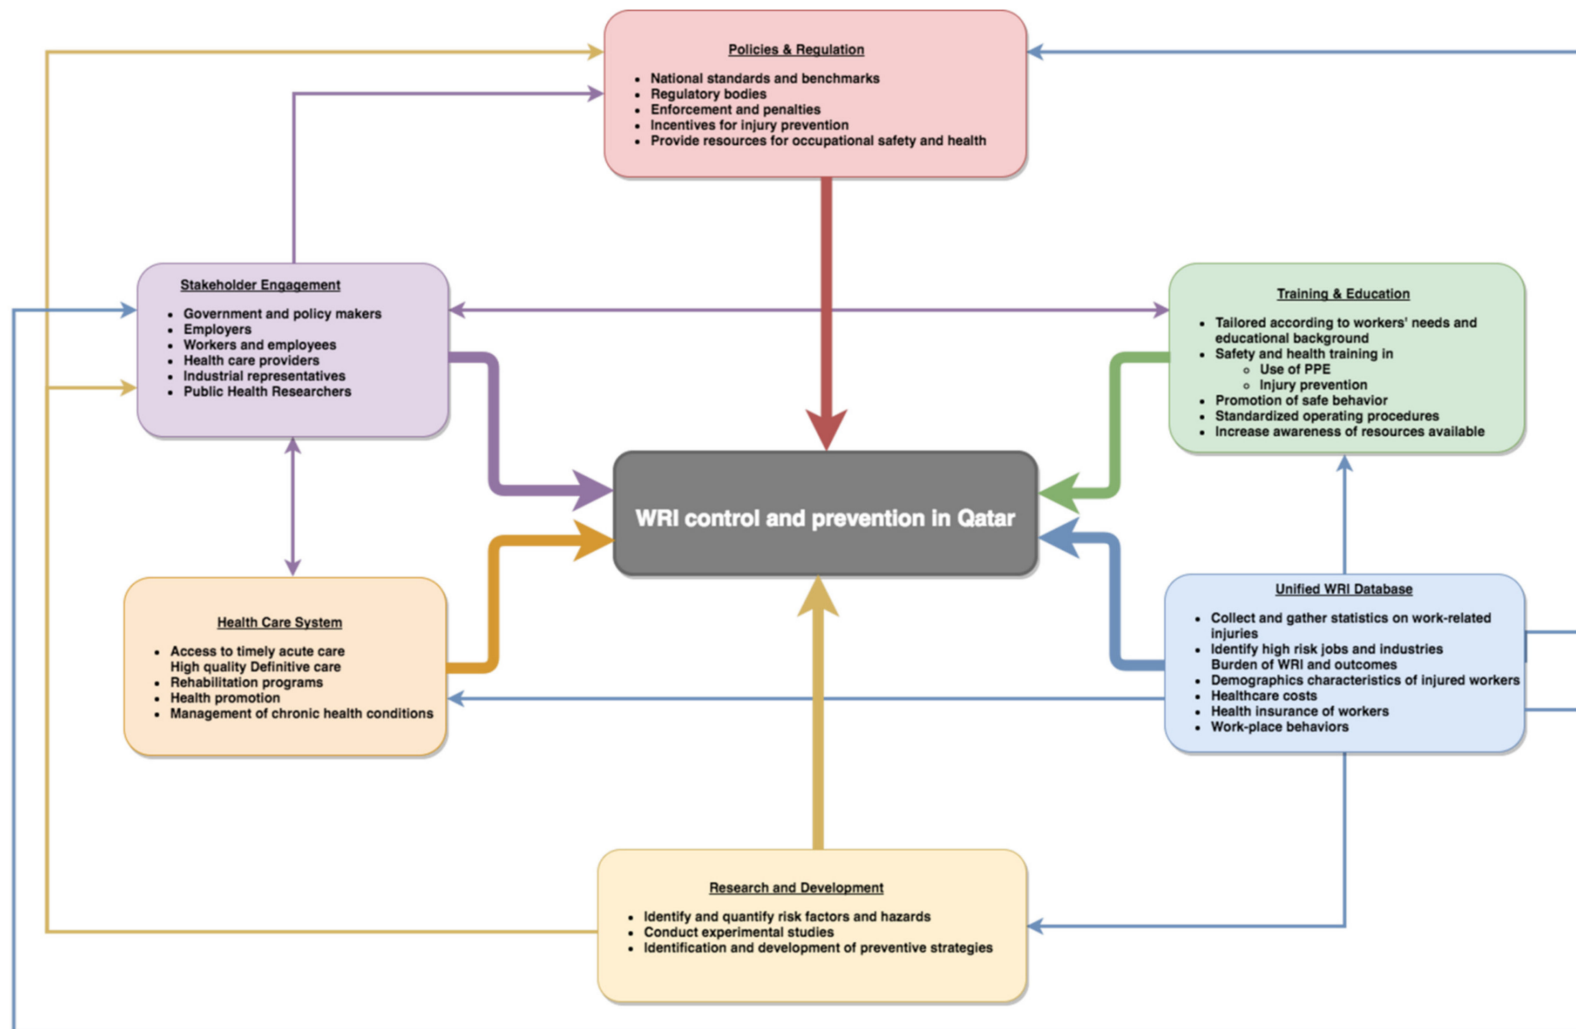 Policies & Regulation
• National standards and benchmarks
• Regulatory bodies
• Enforcement and penalties
• Incentives for injury prevention
• Provide resources for occupational safety and health
Stakeholder Engagement
• Government and policy makers
• Employers
• Workers and employees
• Health care providers
• Industrial representatives
• Public Health Researchers
Training & Education
• Tailored according to workers' needs and
educational background
• Safety and health training in
◦ Use of PPE
◦ Injury prevention
• Promotion of safe behavior
• Standardized operating procedures
• Increase awareness of resources available
WRI control and prevention in Qatar
Health Care System
• Access to timely acute care
High quality Definitive care
• Rehabilitation programs
• Health promotion
• Management of chronic health conditions
Unified WRI Database
• Collect and gather statistics on work-related
injuries
• Identify high risk jobs and industries
Burden of WRI and outcomes
• Demographics characteristics of injured workers
• Healthcare costs
• Health insurance of workers
• Work-place behaviors
Research and Development
• Identify and quantify risk factors and hazards
• Conduct experimental studies
• Identification and development of preventive strategies